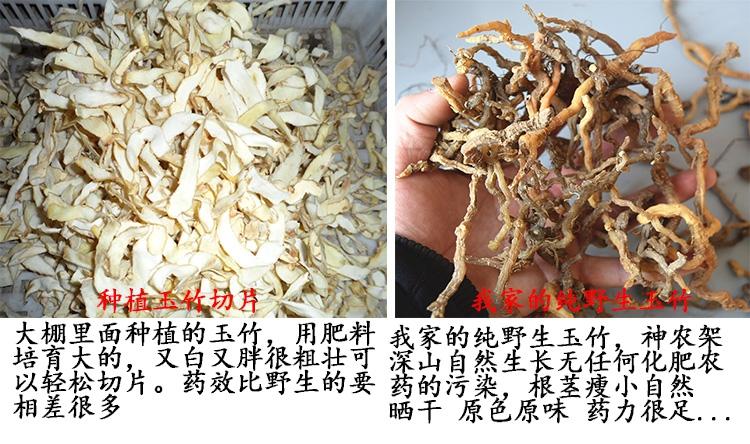 种植玉竹切片
我家的纯野生玉竹
大棚里面种植的玉竹，用肥料
培育大的，又白又胖很粗壮可
以轻松切片。药效比野生的要
相差很多
我家的纯野生玉竹，神农架
深山自然生长无任何化肥农
药的污染，根茎瘦小自然
晒干 原色原味 药力很足...